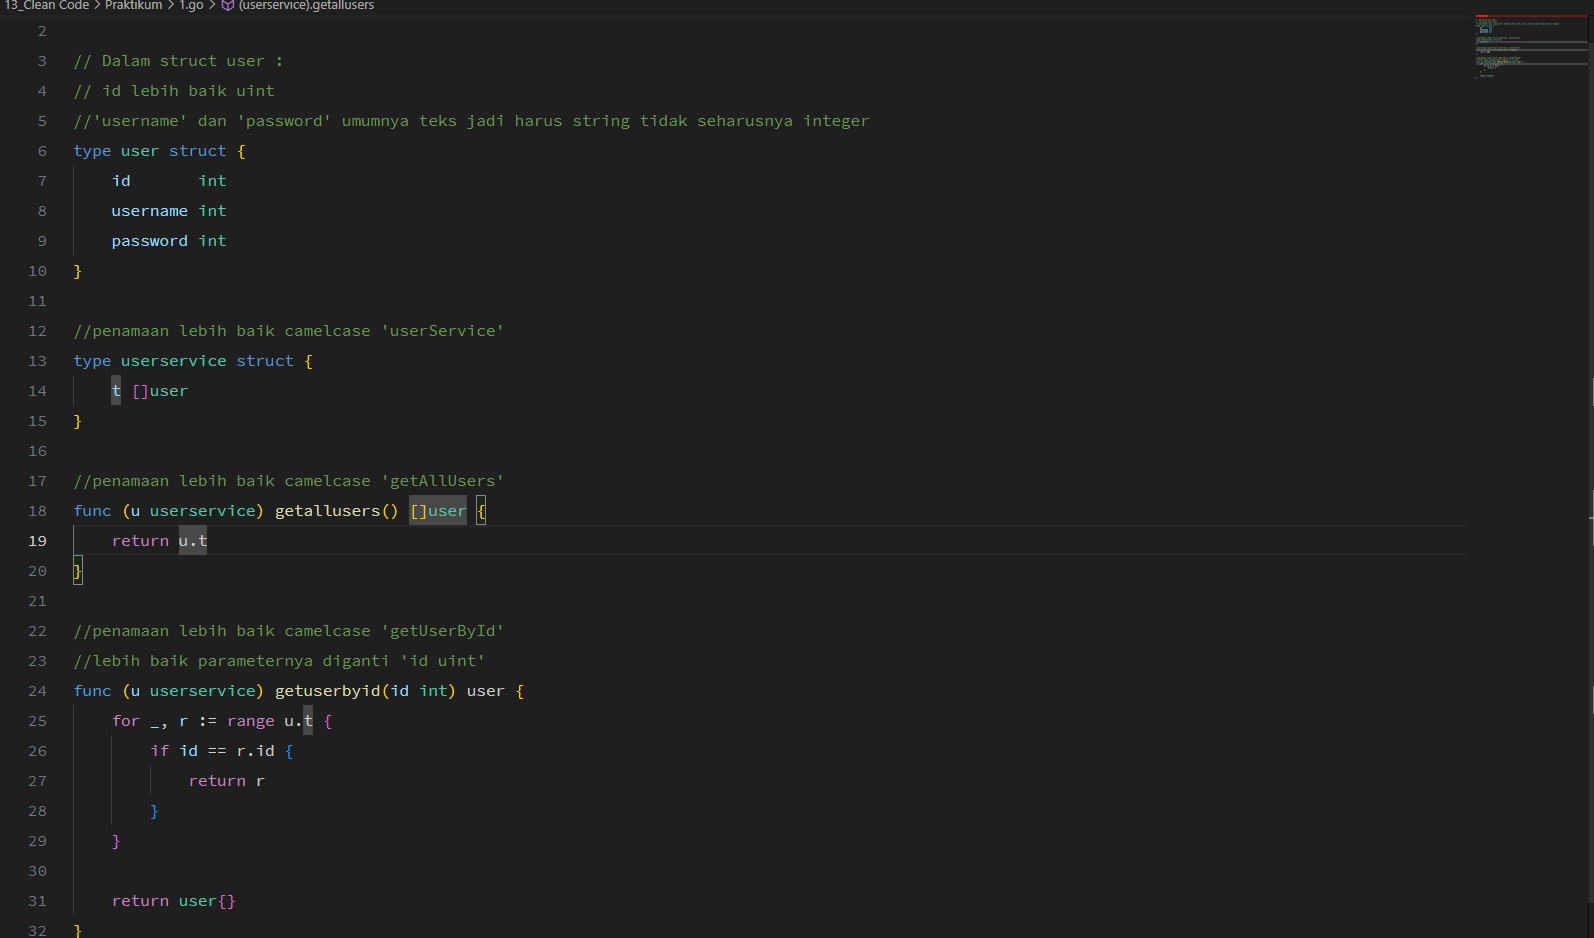 13_Clean Code > Praktikum > 1.go > (userservice).getallusers
2
3 // Dalam struct user :
4 // id lebih baik uint
5 //'username' dan 'password' umumnya teks jadi harus string tidak seharusnya integer
6 type user struct {
7 id int
8 username int
9 password int
10 }
11
12 //penamaan lebih baik camelcase 'userService'
13 type userservice struct {
14 t []user
15 }
16
17 //penamaan lebih baik camelcase 'getAllUsers'
18 func (u userservice) getallusers() []user {
19 return u.t
20 }
21
22 //penamaan lebih baik camelcase 'getUserById'
23 //lebih baik parameternya diganti 'id uint'
24 func (u userservice) getuserbyid(id int) user {
25 for _, r := range u.t {
26 if id == r.id {
27 return r
28 }
29 }
30
31 return user{}
32 }